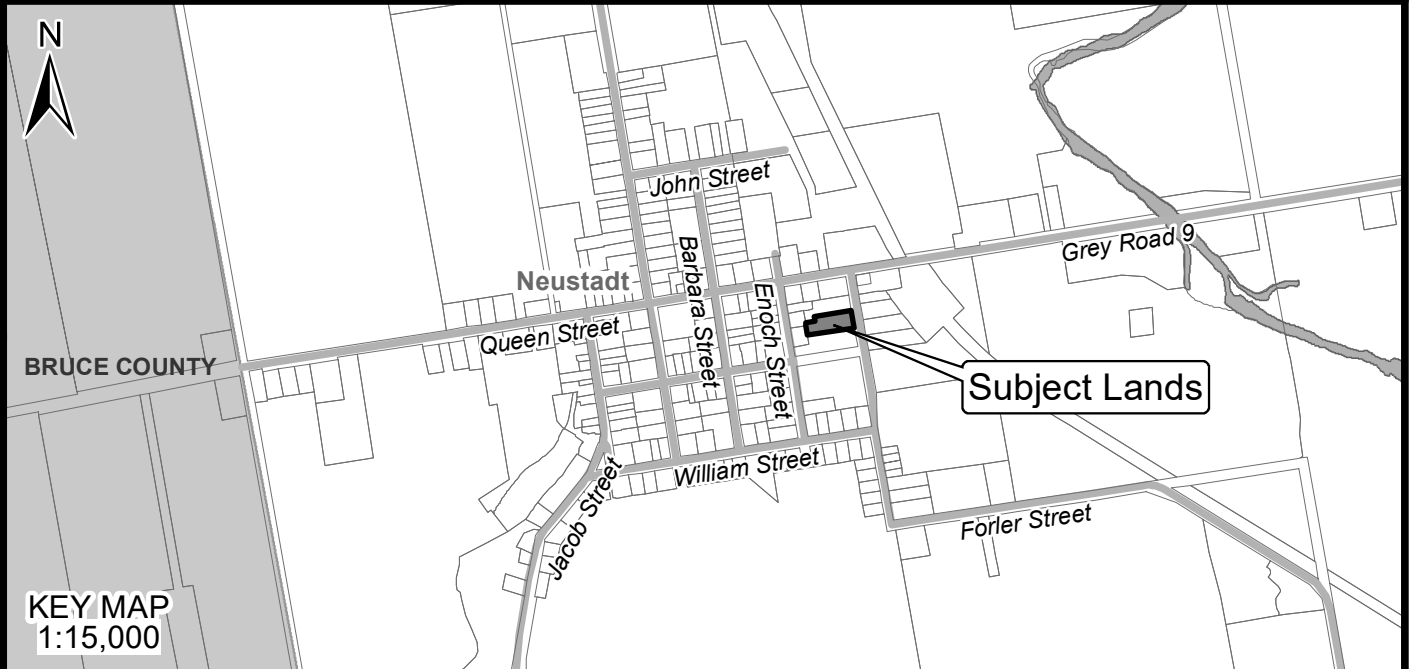 N
John Street
Grey Road 9
Barbara Street
Neustadt
Enoch Street
Queen Street
BRUCE COUNTY
Subject Lands
William Street
Jacob Street
Forler Street
KEY MAP
1:15,000